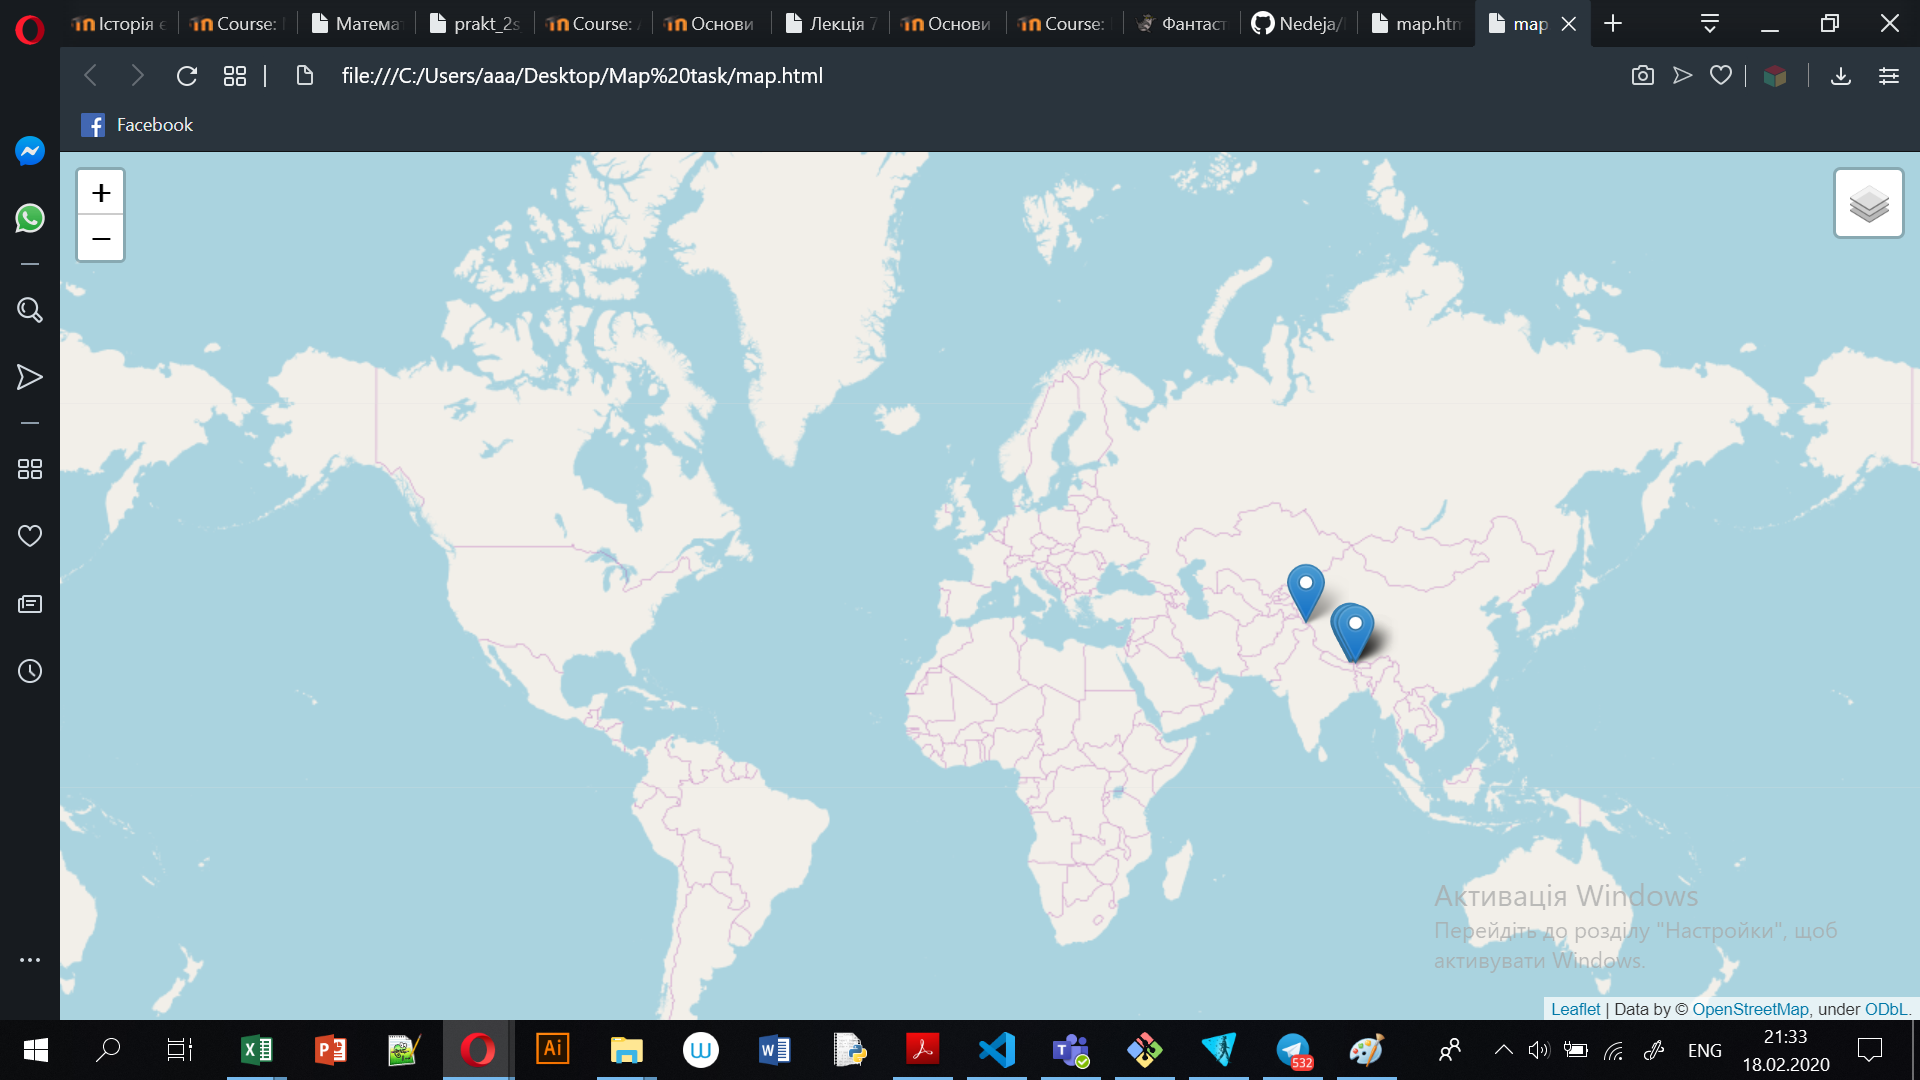 Історія є
Course:
Матема
prakt_2s
Course:
Основи
Лекція 7
Основи
Course:
Фантаст
Nedeja/
map.htm
map
file:///C:/Users/aaa/Desktop/Map%20task/map.html
Facebook
+
−
Активація Windows
Перейдіть до розділу "Настройки", щоб
активувати Windows.
Leaflet | Data by © OpenStreetMap, under ODbL.
Ai
532
ENG
21:33
18.02.2020